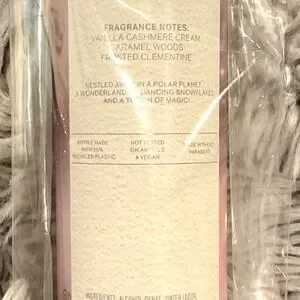 FRAGRANCE NOTES:
VANILLA CASHMERE CREAM
CARAMEL WOODS
FROSTED CLEMENTINE
NESTLED AWAY IN A POLAR PLANET,
A WONDERLAND OF DANCING SNOWFLAKES
AND A TOUCH OF MAGIC!
BOTTLE MADE
WITH 50%
RECYCLED PLASTIC
NOT TESTED
ON ANIMALS
& VEGAN
MADE WITHOUT
PARABENS
INGREDIENTS: ALCOHOL DENAT., WATER